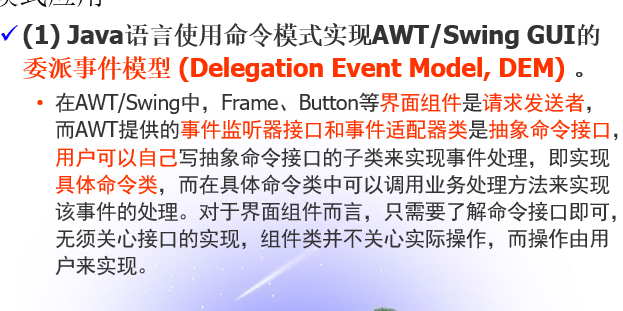 模式应用
✓(1) Java语言使用命令模式实现AWT/Swing GUI的
委派事件模型 (Delegation Event Model, DEM) 。
• 在AWT/Swing中，Frame、Button等界面组件是请求发送者，
而AWT提供的事件监听器接口和事件适配器类是抽象命令接口，
用户可以自己写抽象命令接口的子类来实现事件处理，即实现
具体命令类，而在具体命令类中可以调用业务处理方法来实现
该事件的处理。对于界面组件而言，只需要了解命令接口即可，
无须关心接口的实现，组件类并不关心实际操作，而操作由用
户来实现。